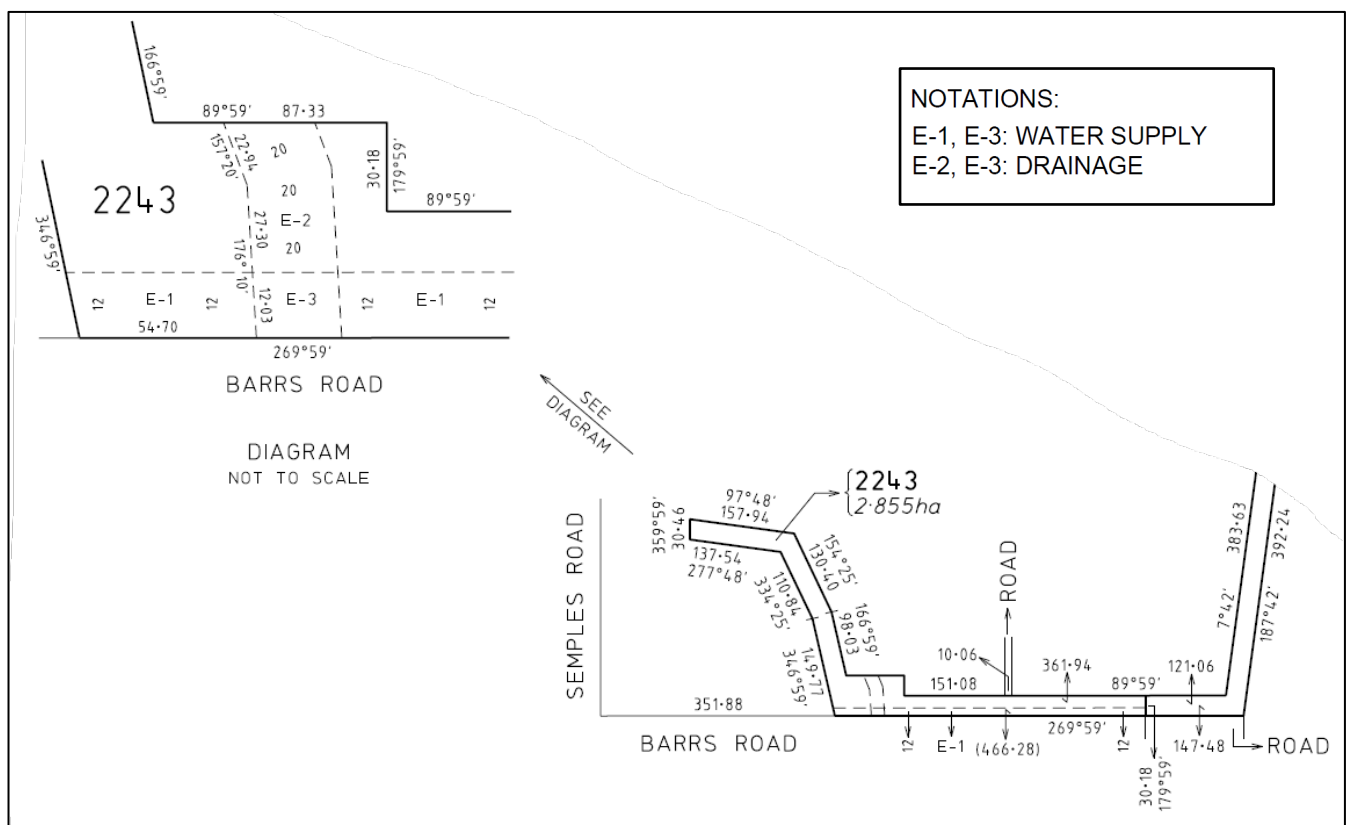 166°59′
89°59′ 87·33
22·94
157°20′
20
30·18
179°59′
2243
20
89°59′
346°59′
27·30
E-2
20
176°10′
12 E-1 12 12·03 E-3 12 E-1 12
54·70
269°59′
BARRS ROAD
DIAGRAM
NOT TO SCALE
NOTATIONS:
E-1, E-3: WATER SUPPLY
E-2, E-3: DRAINAGE
SEE
DIAGRAM
2243
2·855ha
97°48′
157·94
359°59′
30·46
137·54
277°48′
154°25′
130·40
110·84
334°25′
166°59′
98·03
149·77
346°59′
SEMPLES ROAD
351·88
BARRS ROAD
ROAD
10·06
151·08
361·94
89°59′
121·06
383·63
7°42′
392·24
187°42′
269°59′
12 E-1 (466·28) 12
30·18
179°59′
147·48
ROAD